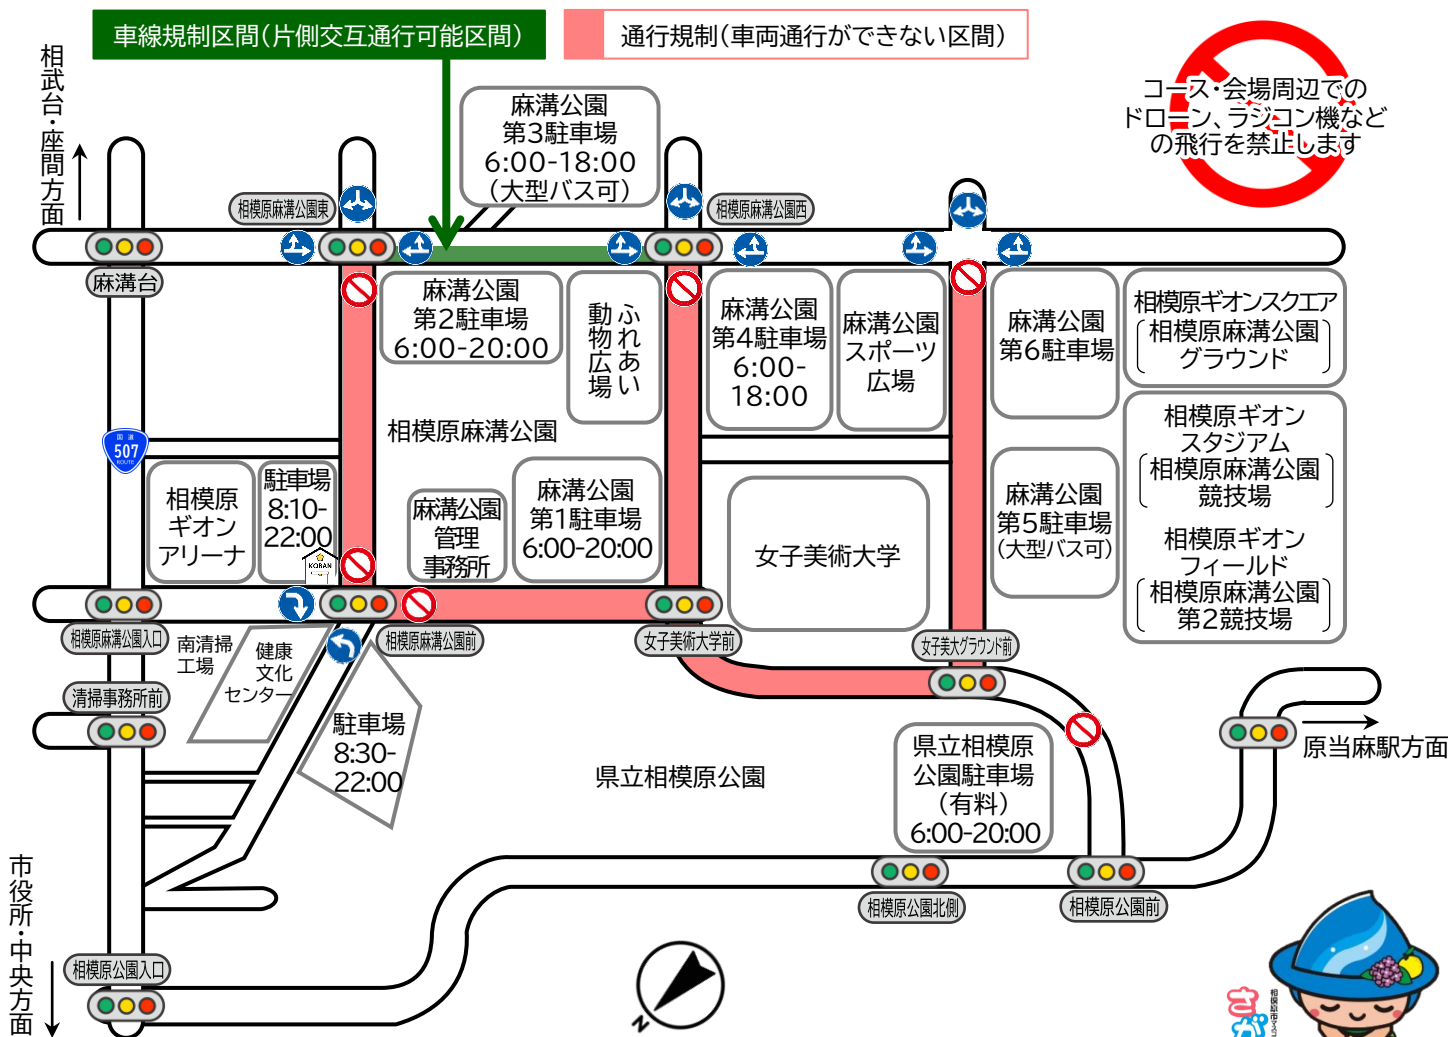 車線規制区間(片側交互通行可能区間)
通行規制(車両通行ができない区間)
コース・会場周辺での
ドローン、ラジコン機など
の飛行を禁止します
相武台・座間方面
麻溝公園
第3駐車場
6:00-18:00
(大型バス可)
相模原麻溝公園東
相模原麻溝公園西
麻溝台
麻溝公園
第2駐車場
6:00-20:00
ふれあい
動物広場
麻溝公園
第4駐車場
6:00-
18:00
麻溝公園
スポーツ
広場
麻溝公園
第6駐車場
相模原ギオンスクエア
相模原麻溝公園
グラウンド
相模原麻溝公園
国道
507
ROUTE
相模原
ギオン
アリーナ
駐車場
8:10-
22:00
KOBAN
麻溝公園
管理
事務所
麻溝公園
第1駐車場
6:00-20:00
女子美術大学
麻溝公園
第5駐車場
(大型バス可)
相模原ギオン
スタジアム
相模原麻溝公園
競技場
相模原ギオン
フィールド
相模原麻溝公園
第2競技場
相模原麻溝公園入口
相模原麻溝公園前
女子美術大学前
女子美大グラウンド前
南清掃
工場
健康
文化
センター
清掃事務所前
駐車場
8:30-
22:00
県立相模原公園
県立相模原
公園駐車場
(有料)
6:00-20:00
原当麻駅方面
相模原公園北側
相模原公園前
市役所・中央方面
相模原公園入口
N
さが